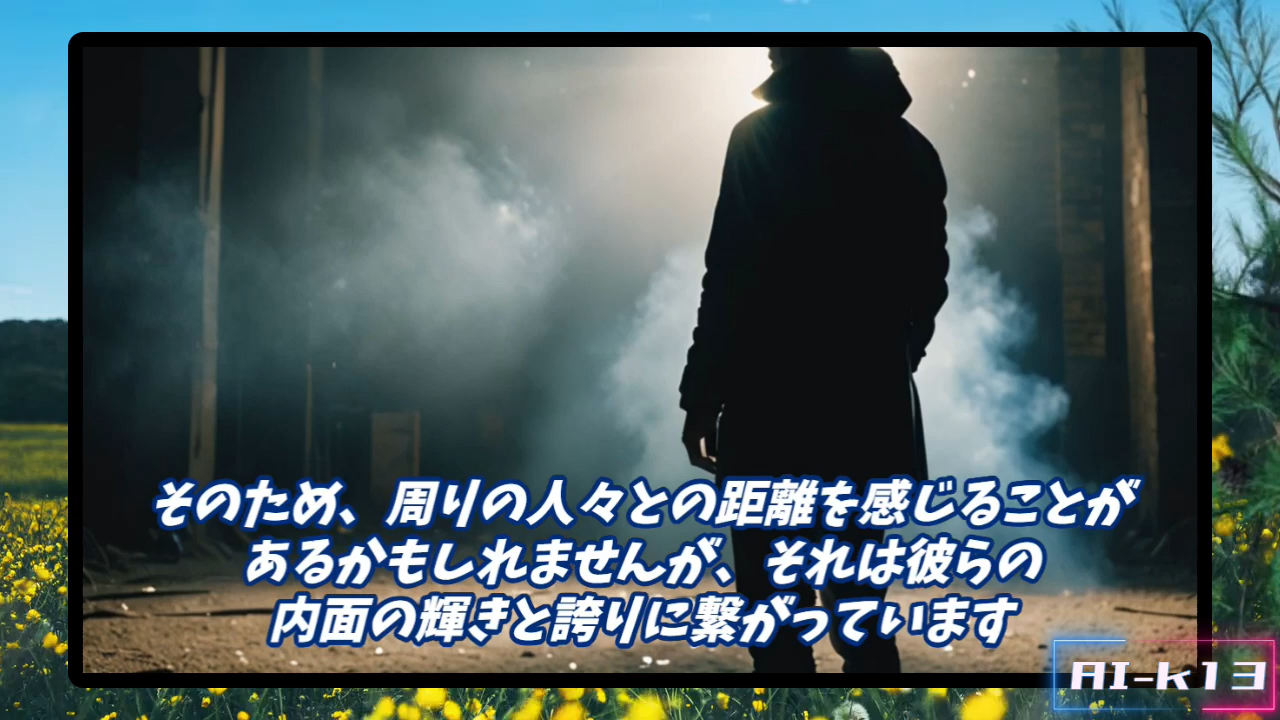 そのため、周りの人々との距離を感じることが
あるかもしれませんが、それは彼らの
内面の輝きと誇りに繋がっています
AI-k13